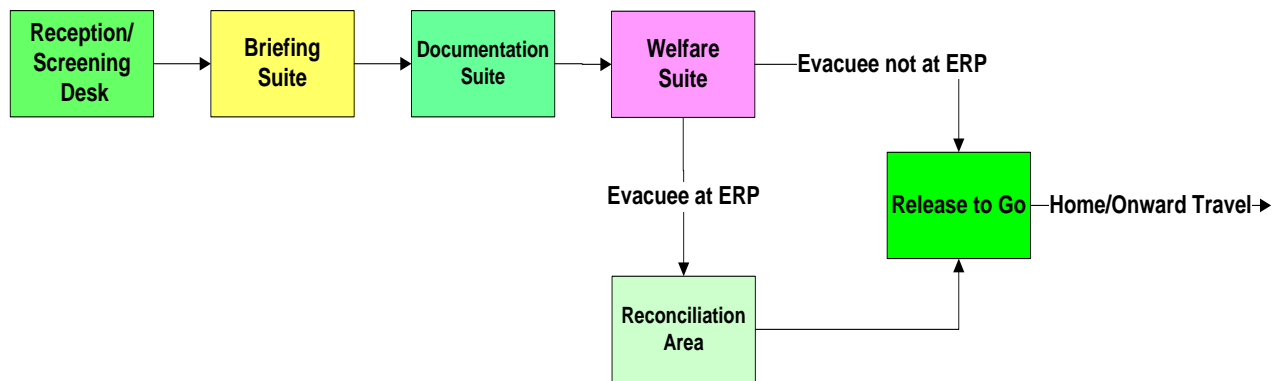 Reception/
Screening
Desk
Briefing
Suite
Documentation
Suite
Welfare
Suite
Evacuee not at ERP
Evacuee at ERP
Release to Go
Home/Onward Travel
Reconciliation
Area